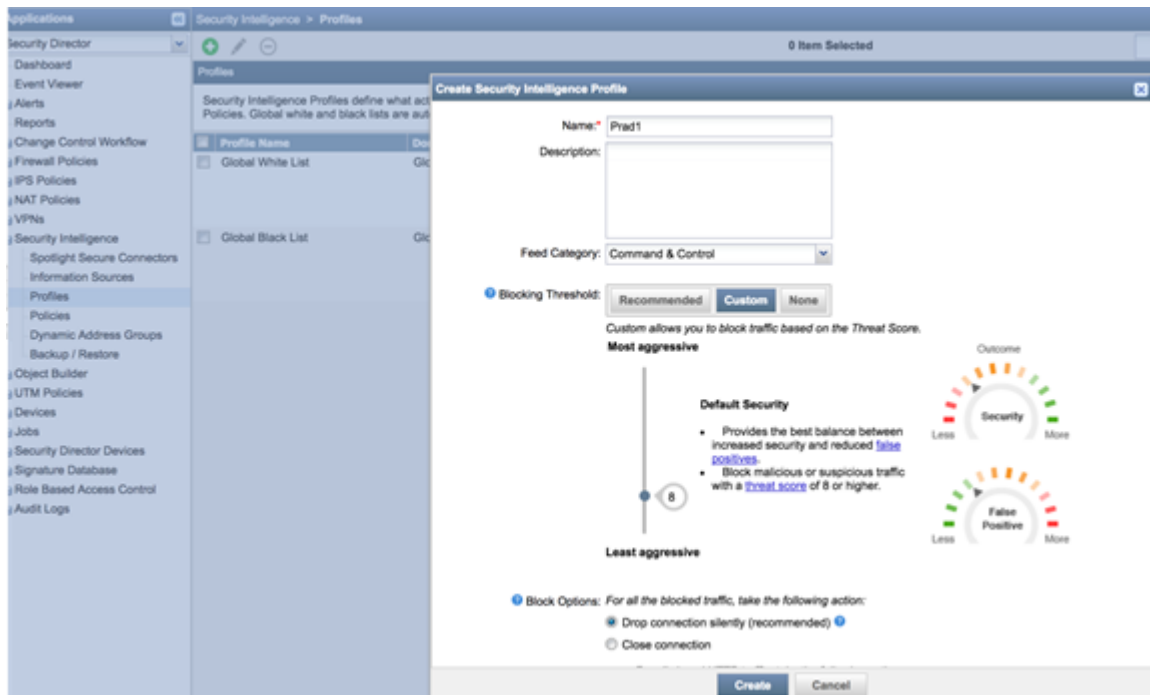 Applications
Security Director
Dashboard
Event Viewer
Alerts
Reports
Change Control Workflow
Firewall Policies
IPS Policies
NAT Policies
VPNs
Security Intelligence
Spotlight Secure Connectors
Information Sources
Profiles
Policies
Dynamic Address Groups
Backup / Restore
Object Builder
UTM Policies
Devices
Jobs
Security Director Devices
Signature Database
Role Based Access Control
Audit Logs
Security Intelligence > Profiles
0 Item Selected
Profiles
Security Intelligence Profiles define what act
Policies. Global white and black lists are aut
Profile Name
Global White List
Glo
Global Black List
Glo
Create Security Intelligence Profile
Name:* Prad1
Description:
Feed Category: Command & Control
Blocking Threshold: Recommended Custom None
Custom allows you to block traffic based on the Threat Score.
Most aggressive
8
Least aggressive
Default Security
• Provides the best balance between
increased security and reduced false
positives.
• Block malicious or suspicious traffic
with a threat score of 8 or higher.
Outcome
Security
Less More
False
Positive
Less More
Block Options: For all the blocked traffic, take the following action:
Drop connection silently (recommended)
Close connection
Create Cancel